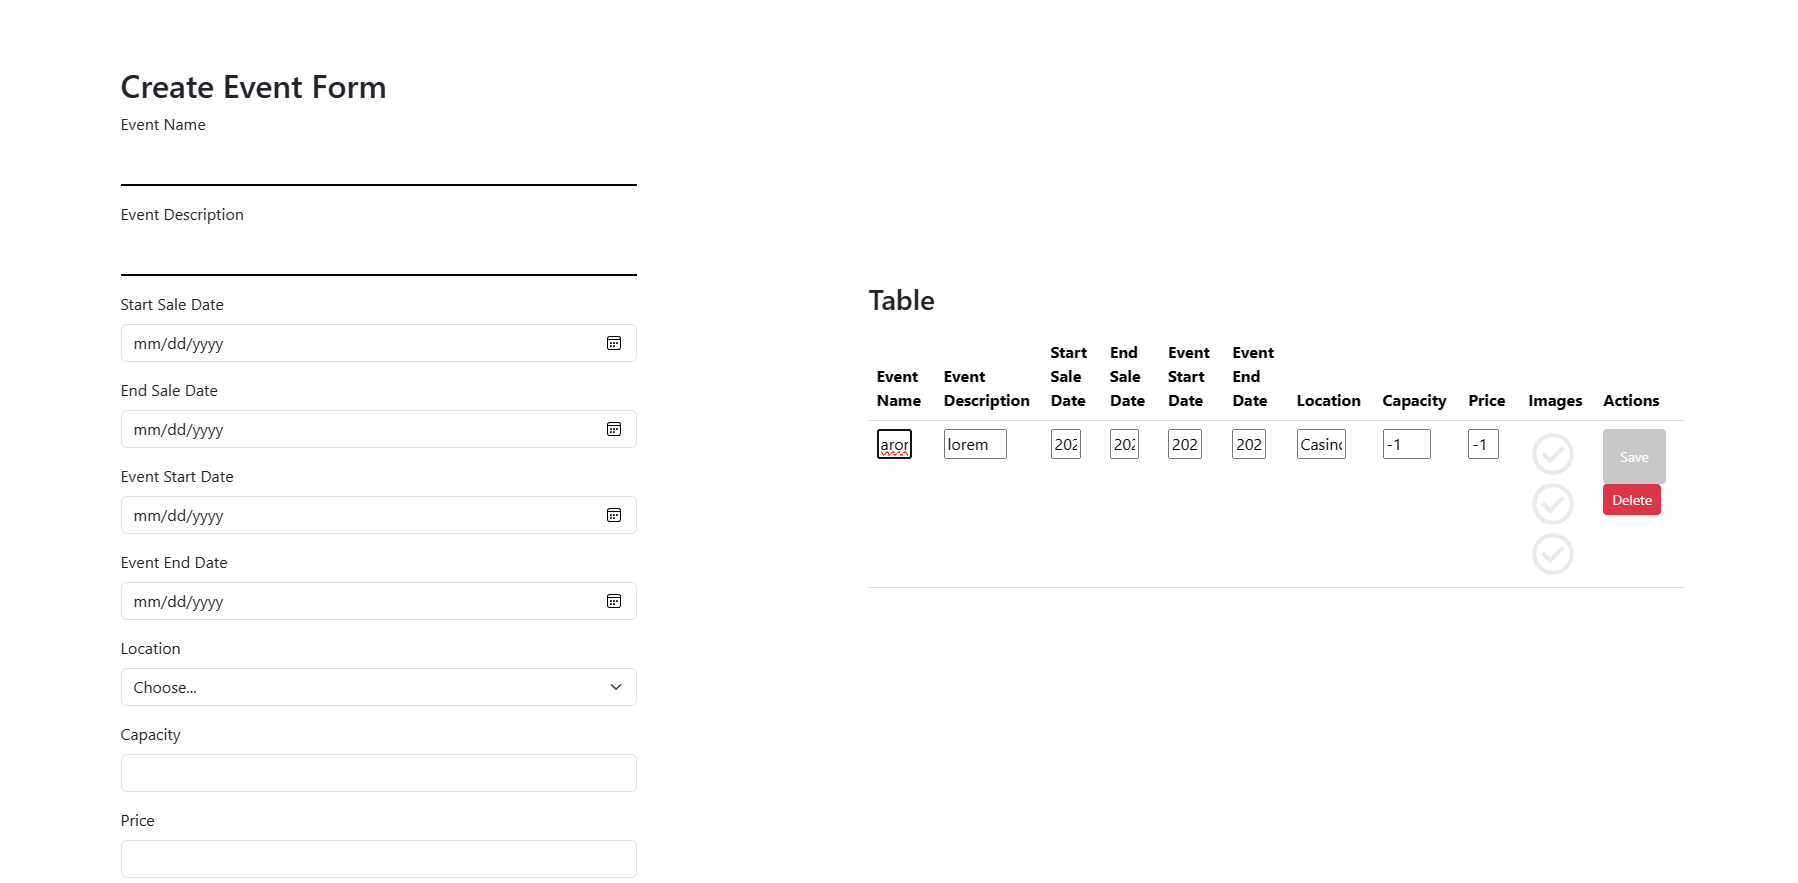 Create Event Form
Event Name
Event Description
Start Sale Date
mm/dd/yyyy
End Sale Date
mm/dd/yyyy
Event Start Date
mm/dd/yyyy
Event End Date
mm/dd/yyyy
Location
Choose...
Capacity
Price
Table
Event Name
Event Description
Start Sale Date
End Sale Date
Event Start Date
Event End Date
Location
Capacity
Price
Images
Actions
lorem
202
202
202
202
Casin
-1
-1
Save
Delete